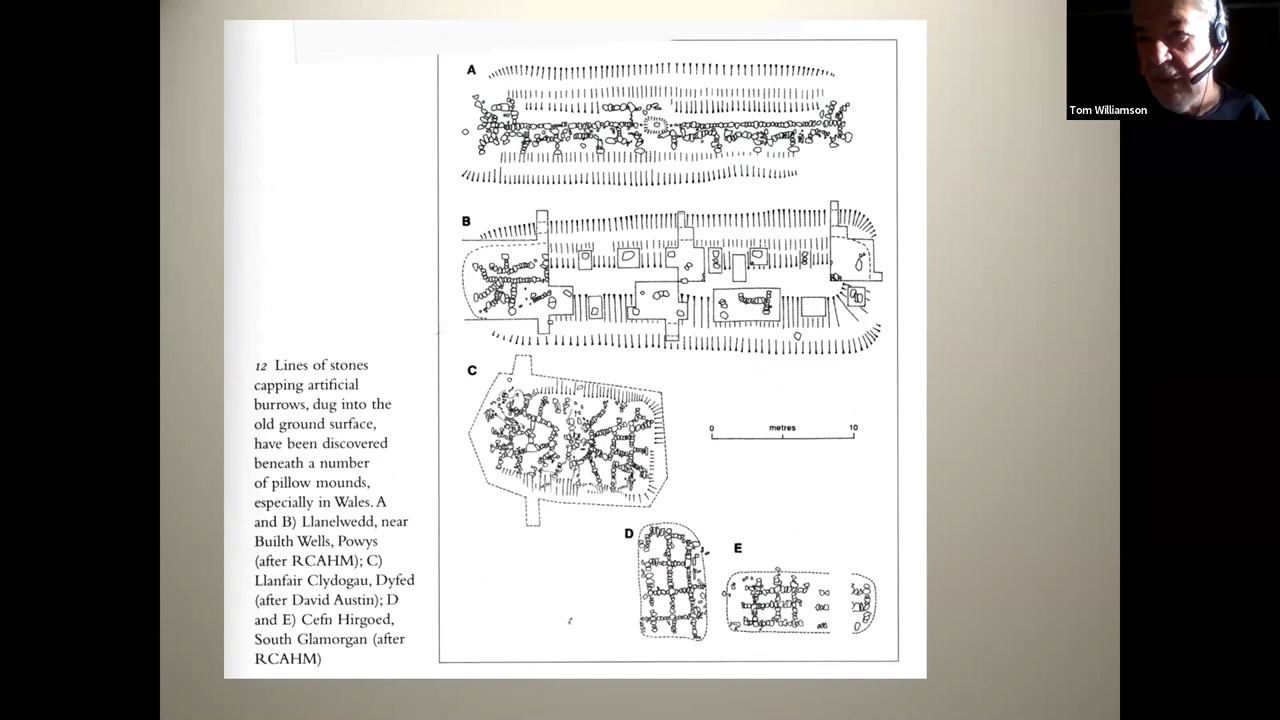 A
B
C
0 metres 10
D
E
12 Lines of stones
capping artificial
burrows, dug into the
old ground surface,
have been discovered
beneath a number
of pillow mounds,
especially in Wales. A
and B) Llanelwedd, near
Builth Wells, Powys
(after RCAHM); C)
Llanfair Clydogau, Dyfed
(after David Austin); D
and E) Cefn Hirgoed,
South Glamorgan (after
RCAHM)
Tom Williamson